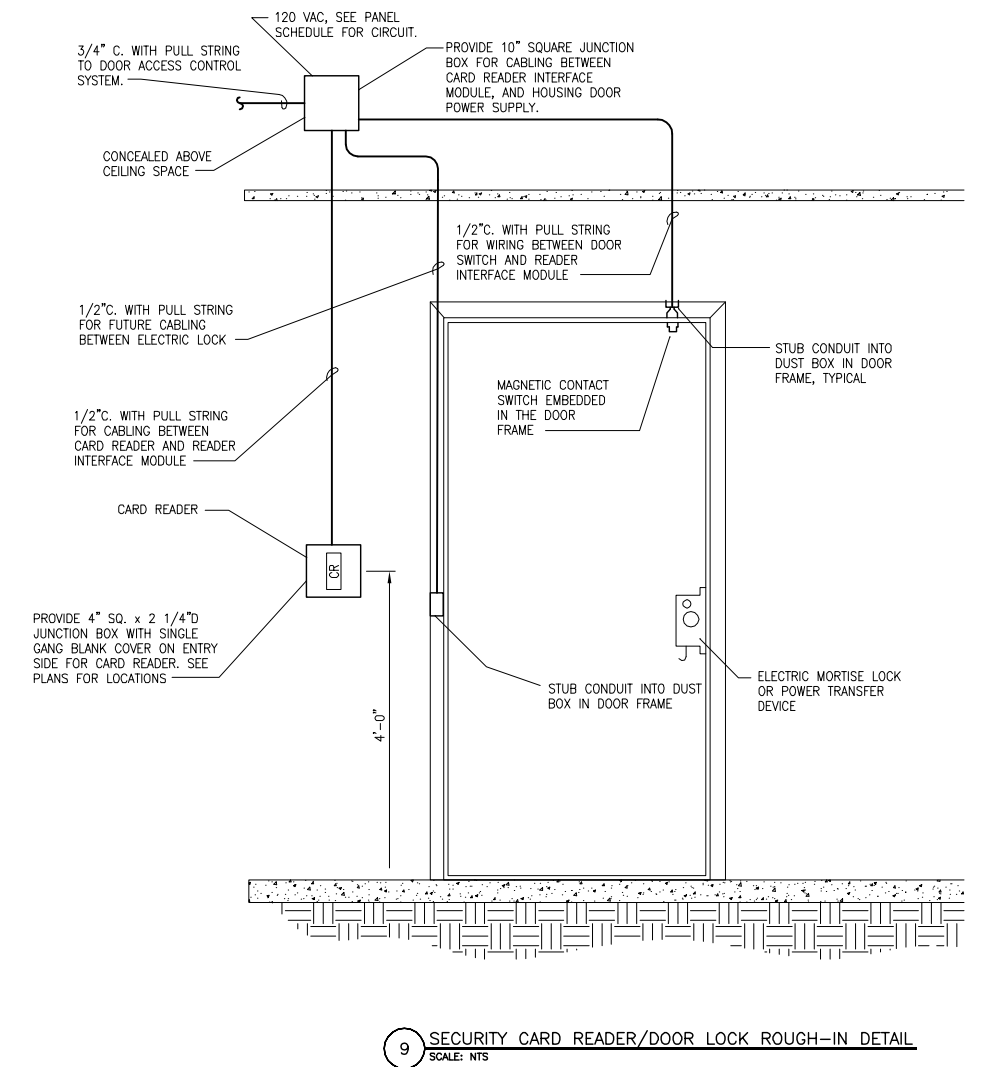 120 VAC, SEE PANEL
SCHEDULE FOR CIRCUIT.
3/4" C. WITH PULL STRING
TO DOOR ACCESS CONTROL
SYSTEM.
PROVIDE 10" SQUARE JUNCTION
BOX FOR CABLING BETWEEN
CARD READER INTERFACE
MODULE, AND HOUSING DOOR
POWER SUPPLY.
CONCEALED ABOVE
CEILING SPACE
1/2"C. WITH PULL STRING
FOR WIRING BETWEEN DOOR
SWITCH AND READER
INTERFACE MODULE
1/2"C. WITH PULL STRING
FOR FUTURE CABLING
BETWEEN ELECTRIC LOCK
STUB CONDUIT INTO
DUST BOX IN DOOR
FRAME, TYPICAL
MAGNETIC CONTACT
SWITCH EMBEDDED
IN THE DOOR
FRAME
1/2"C. WITH PULL STRING
FOR CABLING BETWEEN
CARD READER AND READER
INTERFACE MODULE
CARD READER
CR
PROVIDE 4" SQ. x 2 1/4"D
JUNCTION BOX WITH SINGLE
GANG BLANK COVER ON ENTRY
SIDE FOR CARD READER. SEE
PLANS FOR LOCATIONS
4'-0"
STUB CONDUIT INTO DUST
BOX IN DOOR FRAME
ELECTRIC MORTISE LOCK
OR POWER TRANSFER
DEVICE
9 SECURITY CARD READER/DOOR LOCK ROUGH-IN DETAIL
SCALE: NTS